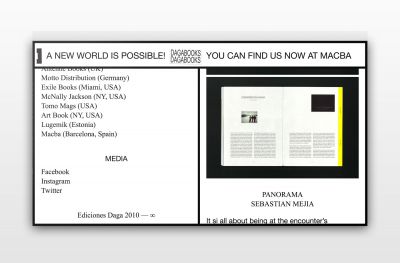 A NEW WORLD IS POSSIBLE!
DAGABOOKS
DAGABOOKS
YOU CAN FIND US NOW AT MACBA
Antenne Books (UK)
Motto Distribution (Germany)
Exile Books (Miami, USA)
McNally Jackson (NY, USA)
Tomo Mags (USA)
Art Book (NY, USA)
Lugemik (Estonia)
Macba (Barcelona, Spain)
MEDIA
Facebook
Instagram
Twitter
Ediciones Daga 2010 — ∞
PANORAMA
SEBASTIAN MEJIA
It si all about being at the encounter's